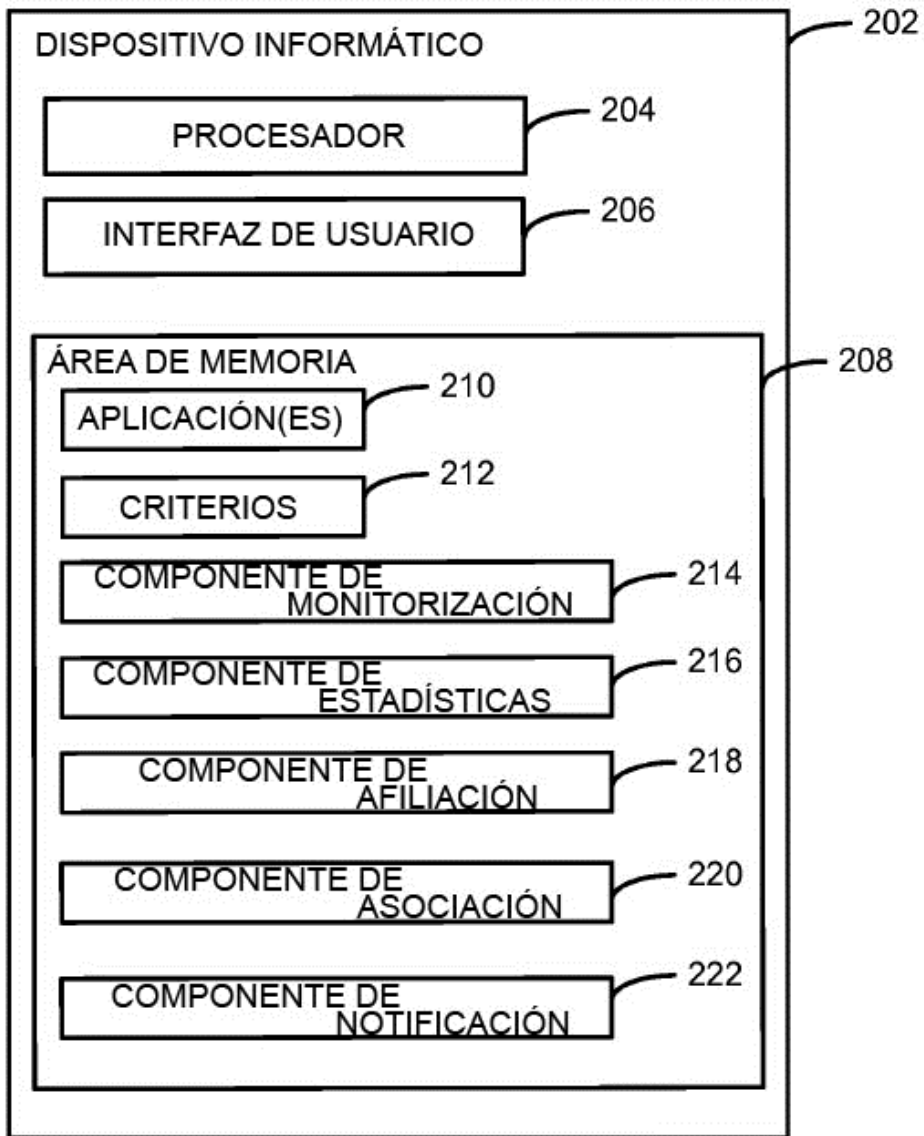 202
DISPOSITIVO INFORMÁTICO
204
PROCESADOR
206
INTERFAZ DE USUARIO
208
ÁREA DE MEMORIA
210
APLICACIÓN(ES)
212
CRITERIOS
214
COMPONENTE DE
MONITORIZACIÓN
216
COMPONENTE DE
ESTADÍSTICAS
218
COMPONENTE DE
AFILIACIÓN
220
COMPONENTE DE
ASOCIACIÓN
222
COMPONENTE DE
NOTIFICACIÓN